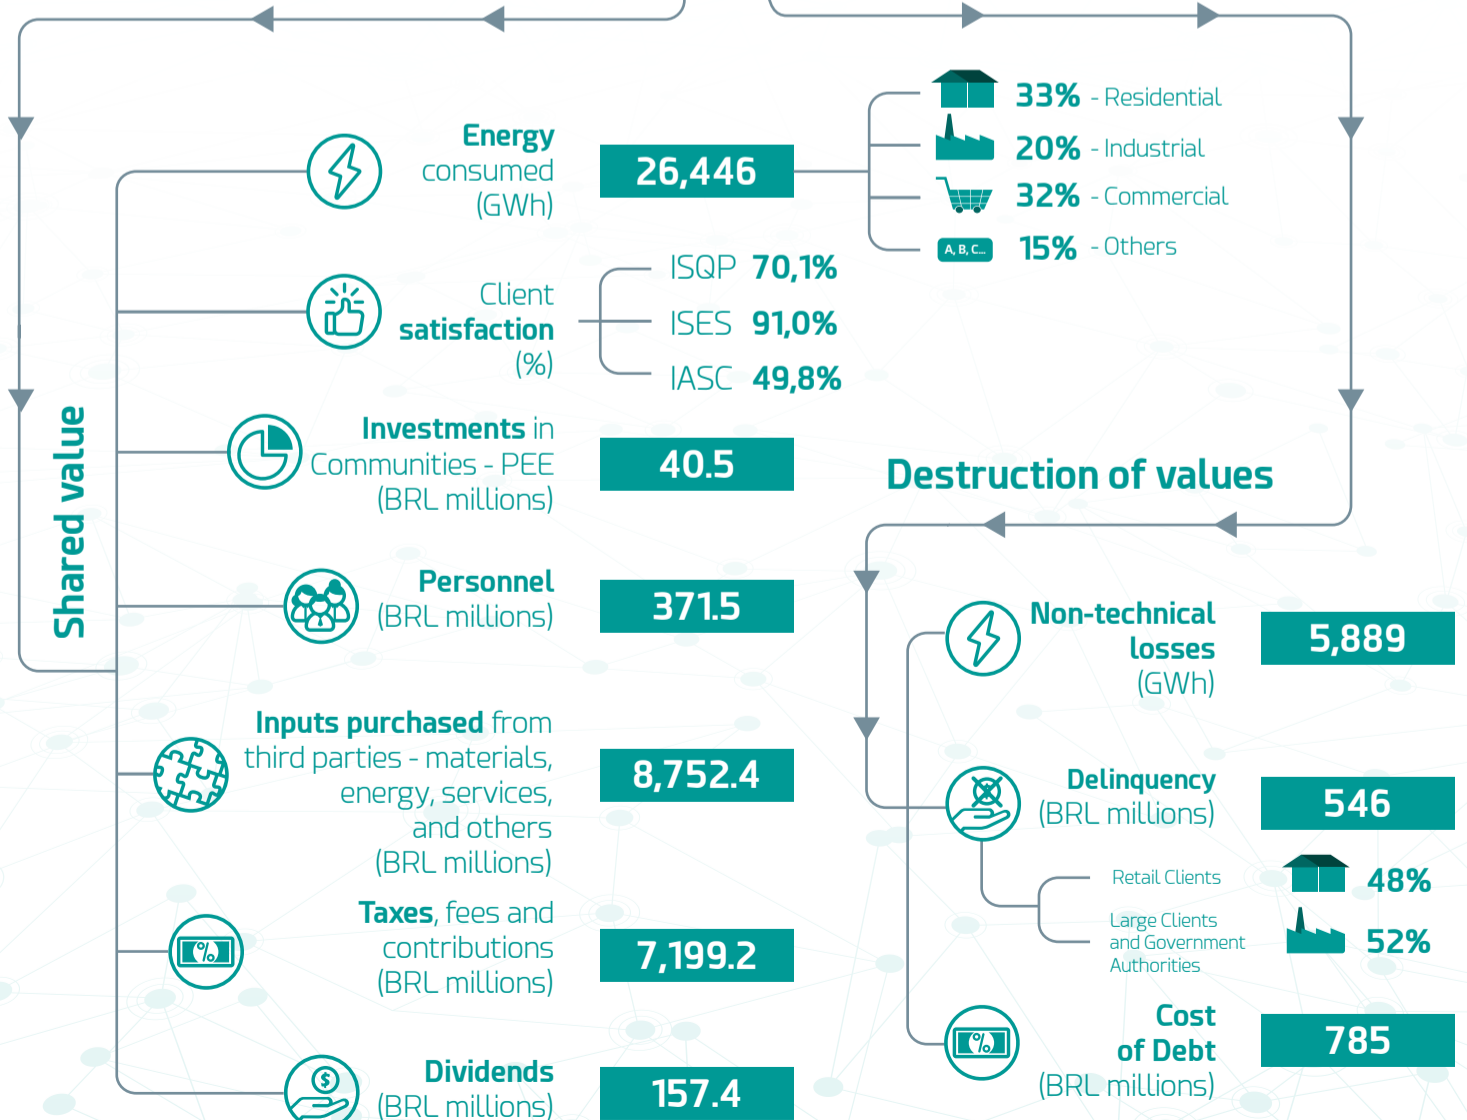 Shared value
Energy
consumed
(GWh)
26,446
33% - Residential
20% - Industrial
32% - Commercial
A, B, C... 15% - Others
Client
satisfaction
(%)
ISQP 70,1%
ISES 91,0%
IASC 49,8%
Investments in
Communities - PEE
(BRL millions)
40.5
Personnel
(BRL millions)
371.5
Inputs purchased from
third parties - materials,
energy, services,
and others
(BRL millions)
8,752.4
%
Taxes, fees and
contributions
(BRL millions)
7,199.2
$
Dividends
(BRL millions)
157.4
Destruction of values
Non-technical
losses
(GWh)
5,889
Delinquency
(BRL millions)
546
Retail Clients
48%
Large Clients
and Government
Authorities
52%
%
Cost
of Debt
(BRL millions)
785